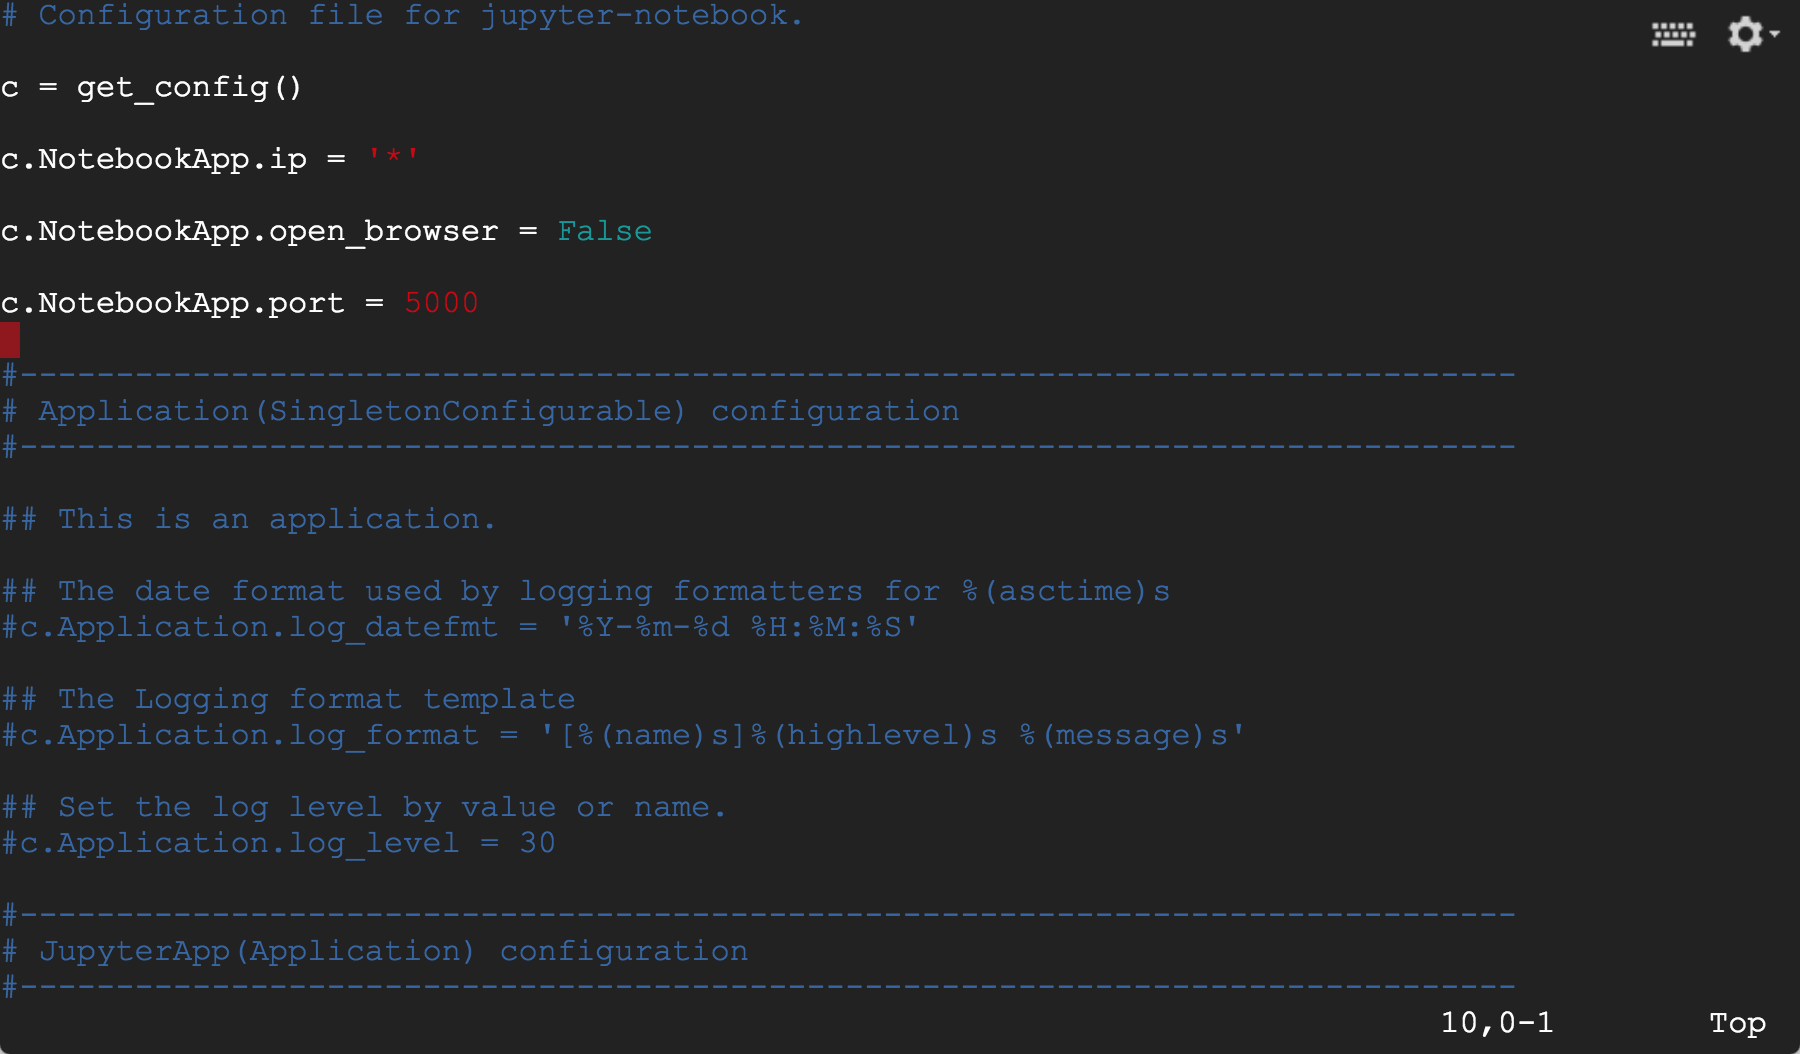 # Configuration file for jupyter-notebook.
c = get_config()
c.NotebookApp.ip = '*'
c.NotebookApp.open_browser = False
c.NotebookApp.port = 5000
#------------------------------------------------------------------------------
# Application(SingletonConfigurable) configuration
#------------------------------------------------------------------------------
## This is an application.
## The date format used by logging formatters for %(asctime)s
#c.Application.log_datefmt = '%Y-%m-%d %H:%M:%S'
## The Logging format template
#c.Application.log_format = '[%(name)s]%(highlevel)s %(message)s'
## Set the log level by value or name.
#c.Application.log_level = 30
#------------------------------------------------------------------------------
# JupyterApp(Application) configuration
#------------------------------------------------------------------------------
10,0-1 Top